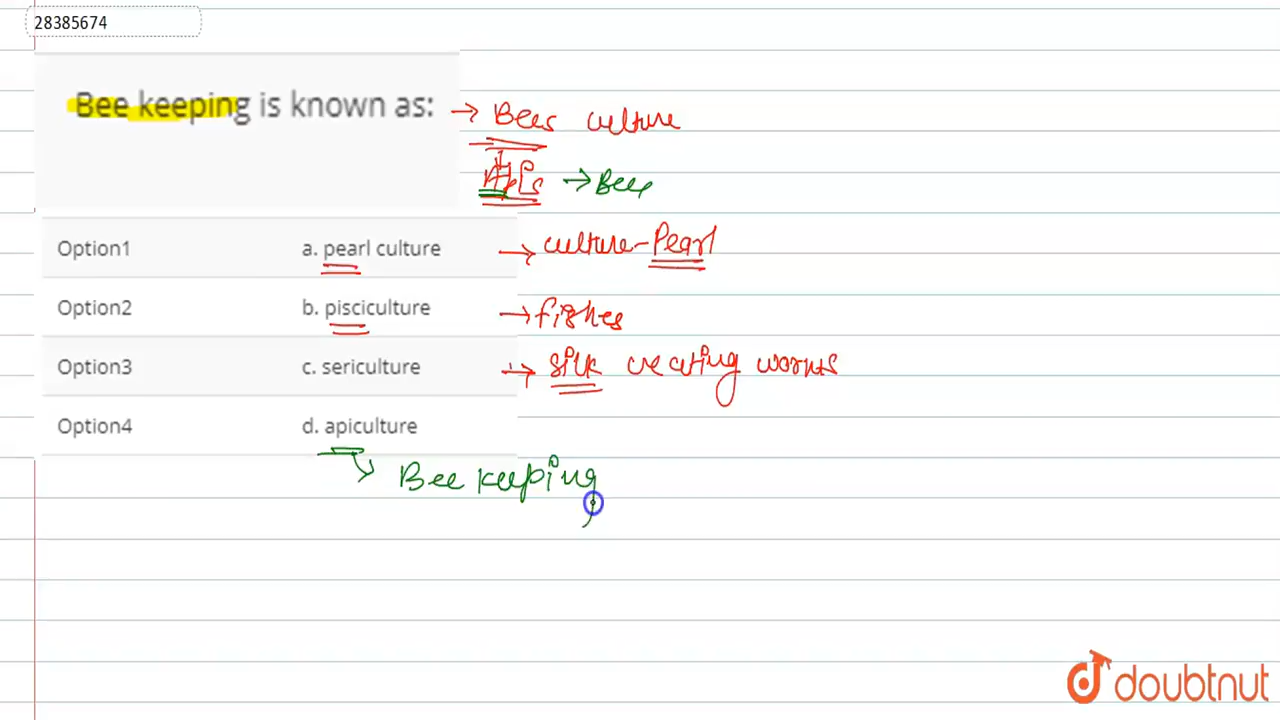 28385674
Bee keeping is known as: → Bees culture
Apis → Bees
Option1 a. pearl culture → culture-Pearl
Option2 b. pisciculture → fishes
Option3 c. sericulture → silk creating worms
Option4 d. apiculture
Bee keeping
doubtnut